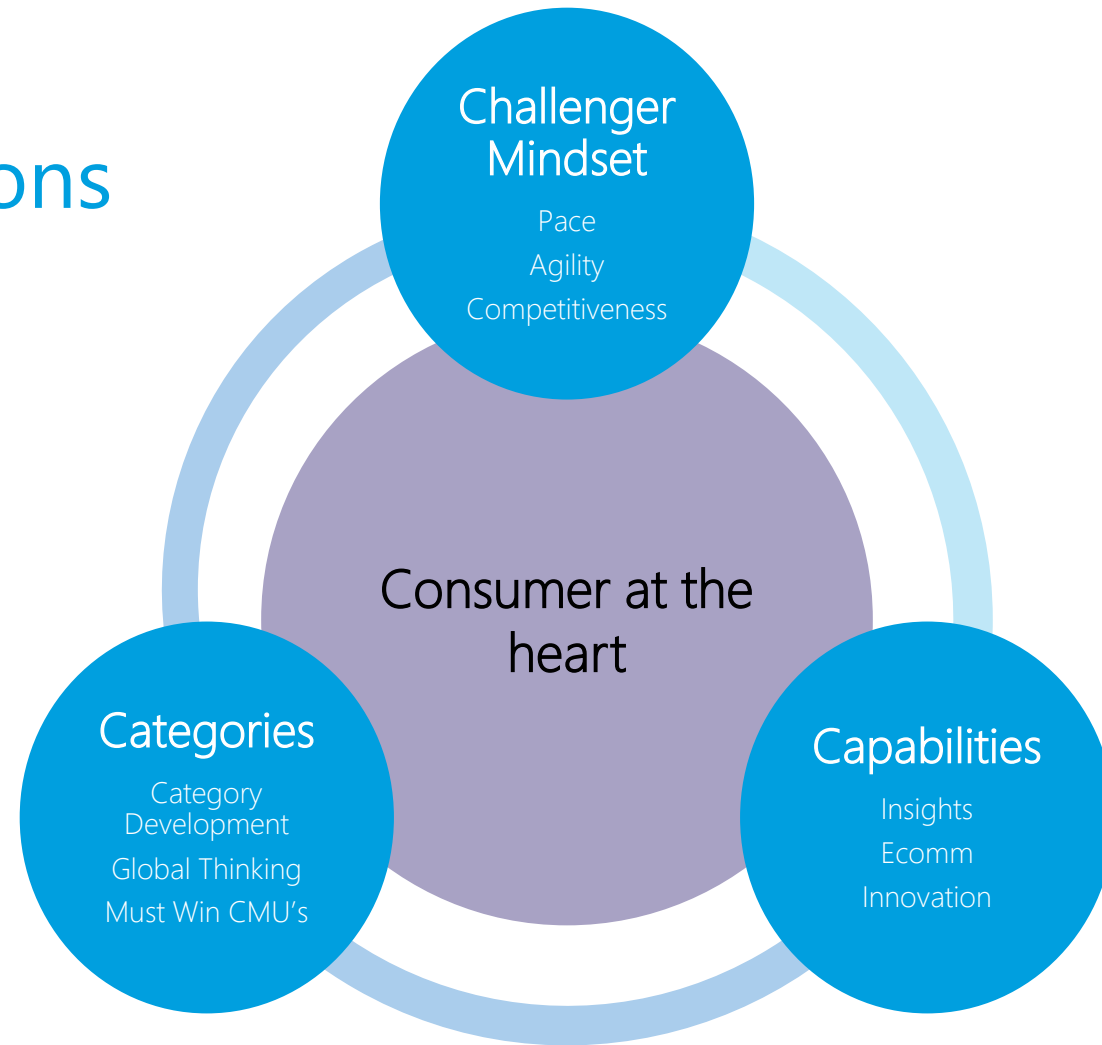 ons
Challenger
Mindset
Pace
Agility
Competitiveness
Consumer at the
heart
Categories
Category
Development
Global Thinking
Must Win CMU's
Capabilities
Insights
Ecomm
Innovation